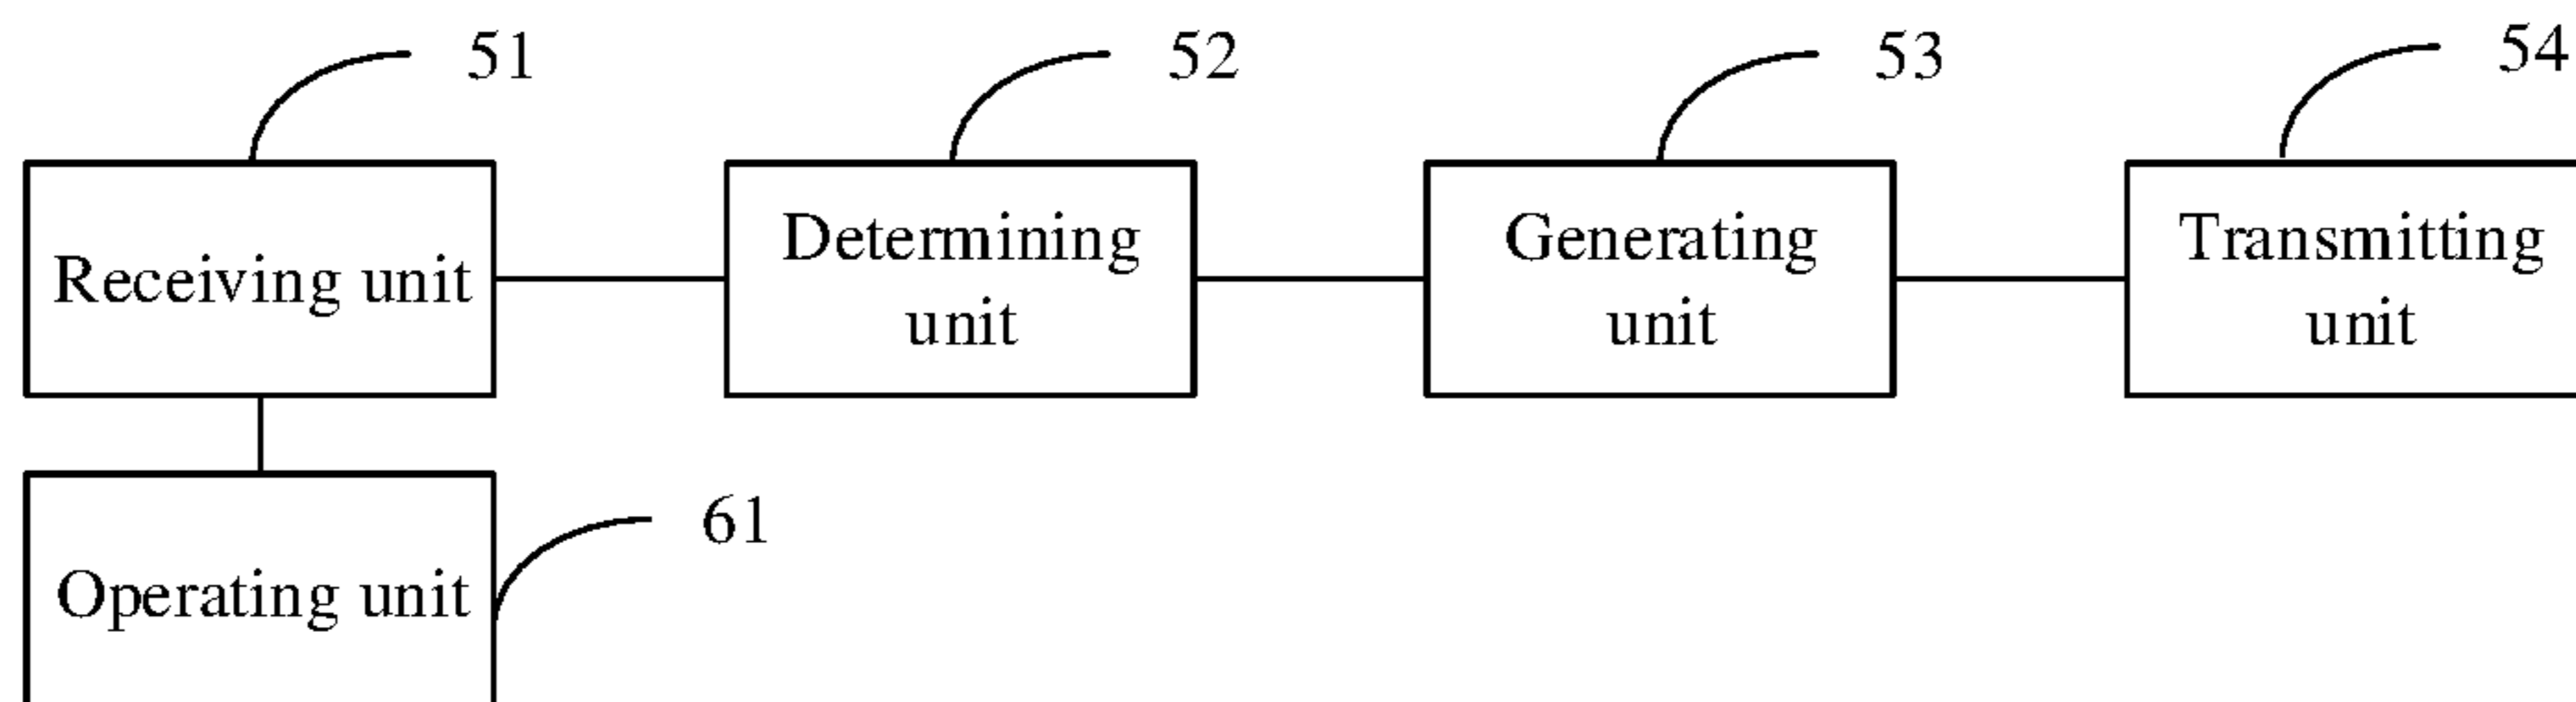 51
52
53
54
Receiving unit
Determining
unit
Generating
unit
Transmitting
unit
61
Operating unit